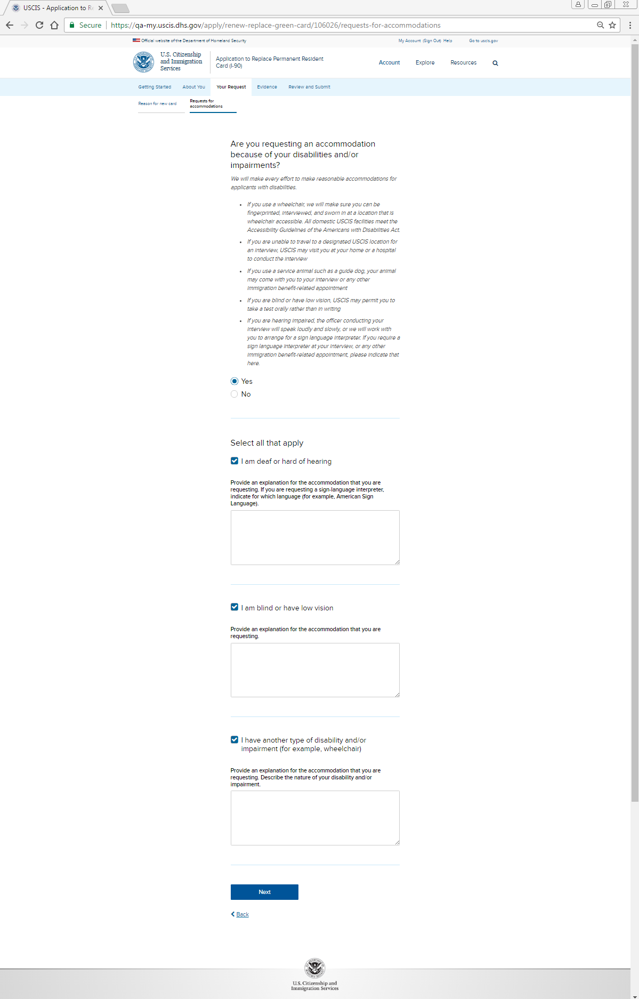 USCIS - Application to Re
Secure
https://qa-my.uscis.dhs.gov/apply/renew-replace-green-card/106026/requests-for-accommodations
Official website of the Department of Homeland Security
My Account (Sign Out) Help
Go to uscis.gov
U.S. Citizenship
and Immigration
Services
Application to Replace Permanent Resident
Card (I-90)
Account
Explore
Resources
Getting Started
About You
Your Request
Evidence
Review and Submit
Reason for new card
Requests for
accommodations
Are you requesting an accommodation
because of your disabilities and/or
impairments?
We will make every effort to make reasonable accommodations for
applicants with disabilities.
• If you use a wheelchair, we will make sure you can be
fingerprinted, interviewed, and sworn in at a location that is
wheelchair accessible. All domestic USCIS facilities meet the
Accessibility Guidelines of the Americans with Disabilities Act.
• If you are unable to travel to a designated USCIS location for
an interview, USCIS may visit you at your home or a hospital
to conduct the interview
• If you use a service animal such as a guide dog, your animal
may come with you to your interview or any other
immigration benefit-related appointment
• If you are blind or have low vision, USCIS may permit you to
take a test orally rather than in writing
• If you are hearing impaired, the officer conducting your
interview will speak loudly and slowly, or we will work with
you to arrange for a sign language interpreter. If you require a
sign language interpreter at your interview, or any other
immigration benefit-related appointment, please indicate that
here.
Yes
No
Select all that apply
I am deaf or hard of hearing
Provide an explanation for the accommodation that you are
requesting. If you are requesting a sign-language interpreter,
indicate for which language (for example, American Sign
Language).
I am blind or have low vision
Provide an explanation for the accommodation that you are
requesting.
I have another type of disability and/or
impairment (for example, wheelchair)
Provide an explanation for the accommodation that you are
requesting. Describe the nature of your disability and/or
impairment.
Next
Back
U.S. Citizenship and
Immigration Services